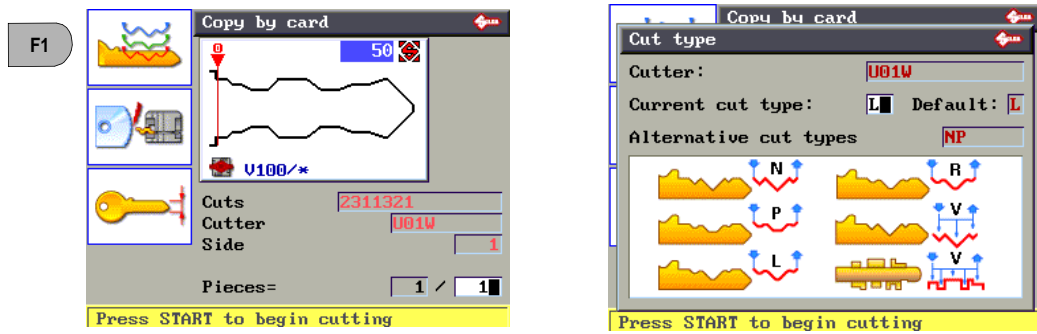 F1
Copy by card
0
50
V100/*
Cuts 2311321
Cutter U01W
Side 1
Pieces= 1 / 1
Press START to begin cutting
Copy by card
Cut type
Cutter: U01W
Current cut type: L Default: L
Alternative cut types NP
N R
P V
L V
Press START to begin cutting